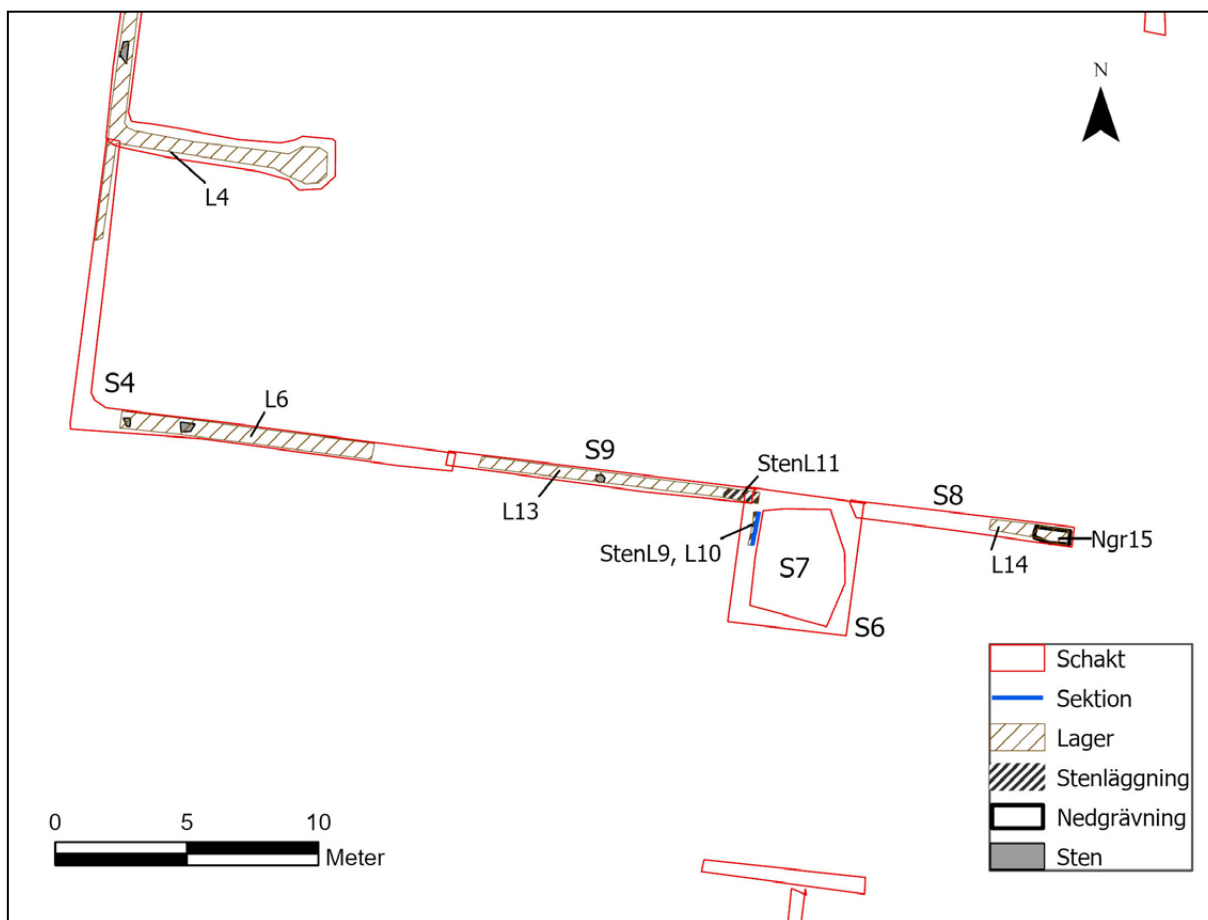 N
L4
S4
L6
S9
StenL11
S8
L13
StenL9, L10
S7
L14
Ngr15
S6
Schakt
Sektion
Lager
Stenläggning
Nedgrävning
Sten
0 5 10
Meter